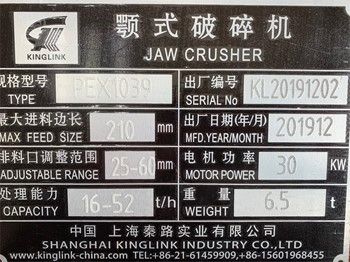 KINGLINK
颚式破碎机
JAW CRUSHER
规格型号 PEX1039 出厂编号 KL20191202
TYPE SERIAL No
最大进料边长 210 mm 出厂日期(年/月) 201912
MAX FEED SIZE MFD.YEAR/MONTH
排料口调整范围 25-60 mm 电机功率 30 KW
ADJUSTABLE RANGE MOTOR POWER
处理能力 16-52 t/h 重量 6.5 t
CAPACITY WEIGHT
中国 上海秦路实业有限公司
SHANGHAI KINGLINK INDUSTRY CO.,LTD.
www.kinglink-china.com TEL:+86-21-61459909,+86-15601968455